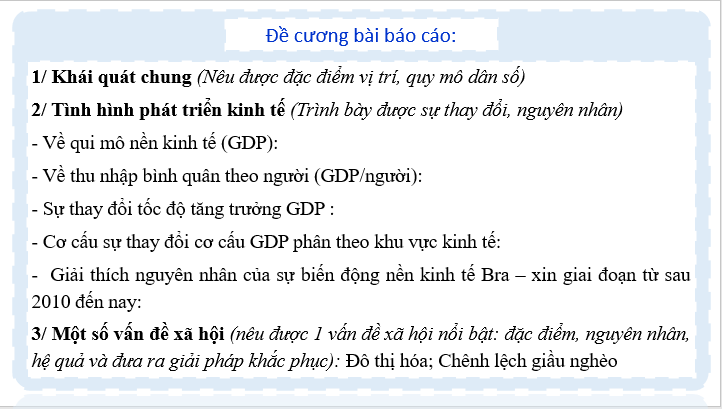 Đề cương bài báo cáo:
1/ Khái quát chung (Nêu được đặc điểm vị trí, quy mô dân số)
2/ Tình hình phát triển kinh tế (Trình bày được sự thay đổi, nguyên nhân)
- Về qui mô nền kinh tế (GDP):
- Về thu nhập bình quân theo người (GDP/người):
- Sự thay đổi tốc độ tăng trưởng GDP :
- Cơ cấu sự thay đổi cơ cấu GDP phân theo khu vực kinh tế:
- Giải thích nguyên nhân của sự biến động nền kinh tế Bra – xin giai đoạn từ sau
2010 đến nay:
3/ Một số vấn đề xã hội (nêu được 1 vấn đề xã hội nổi bật: đặc điểm, nguyên nhân,
hệ quả và đưa ra giải pháp khắc phục): Đô thị hóa; Chênh lệch giầu nghèo